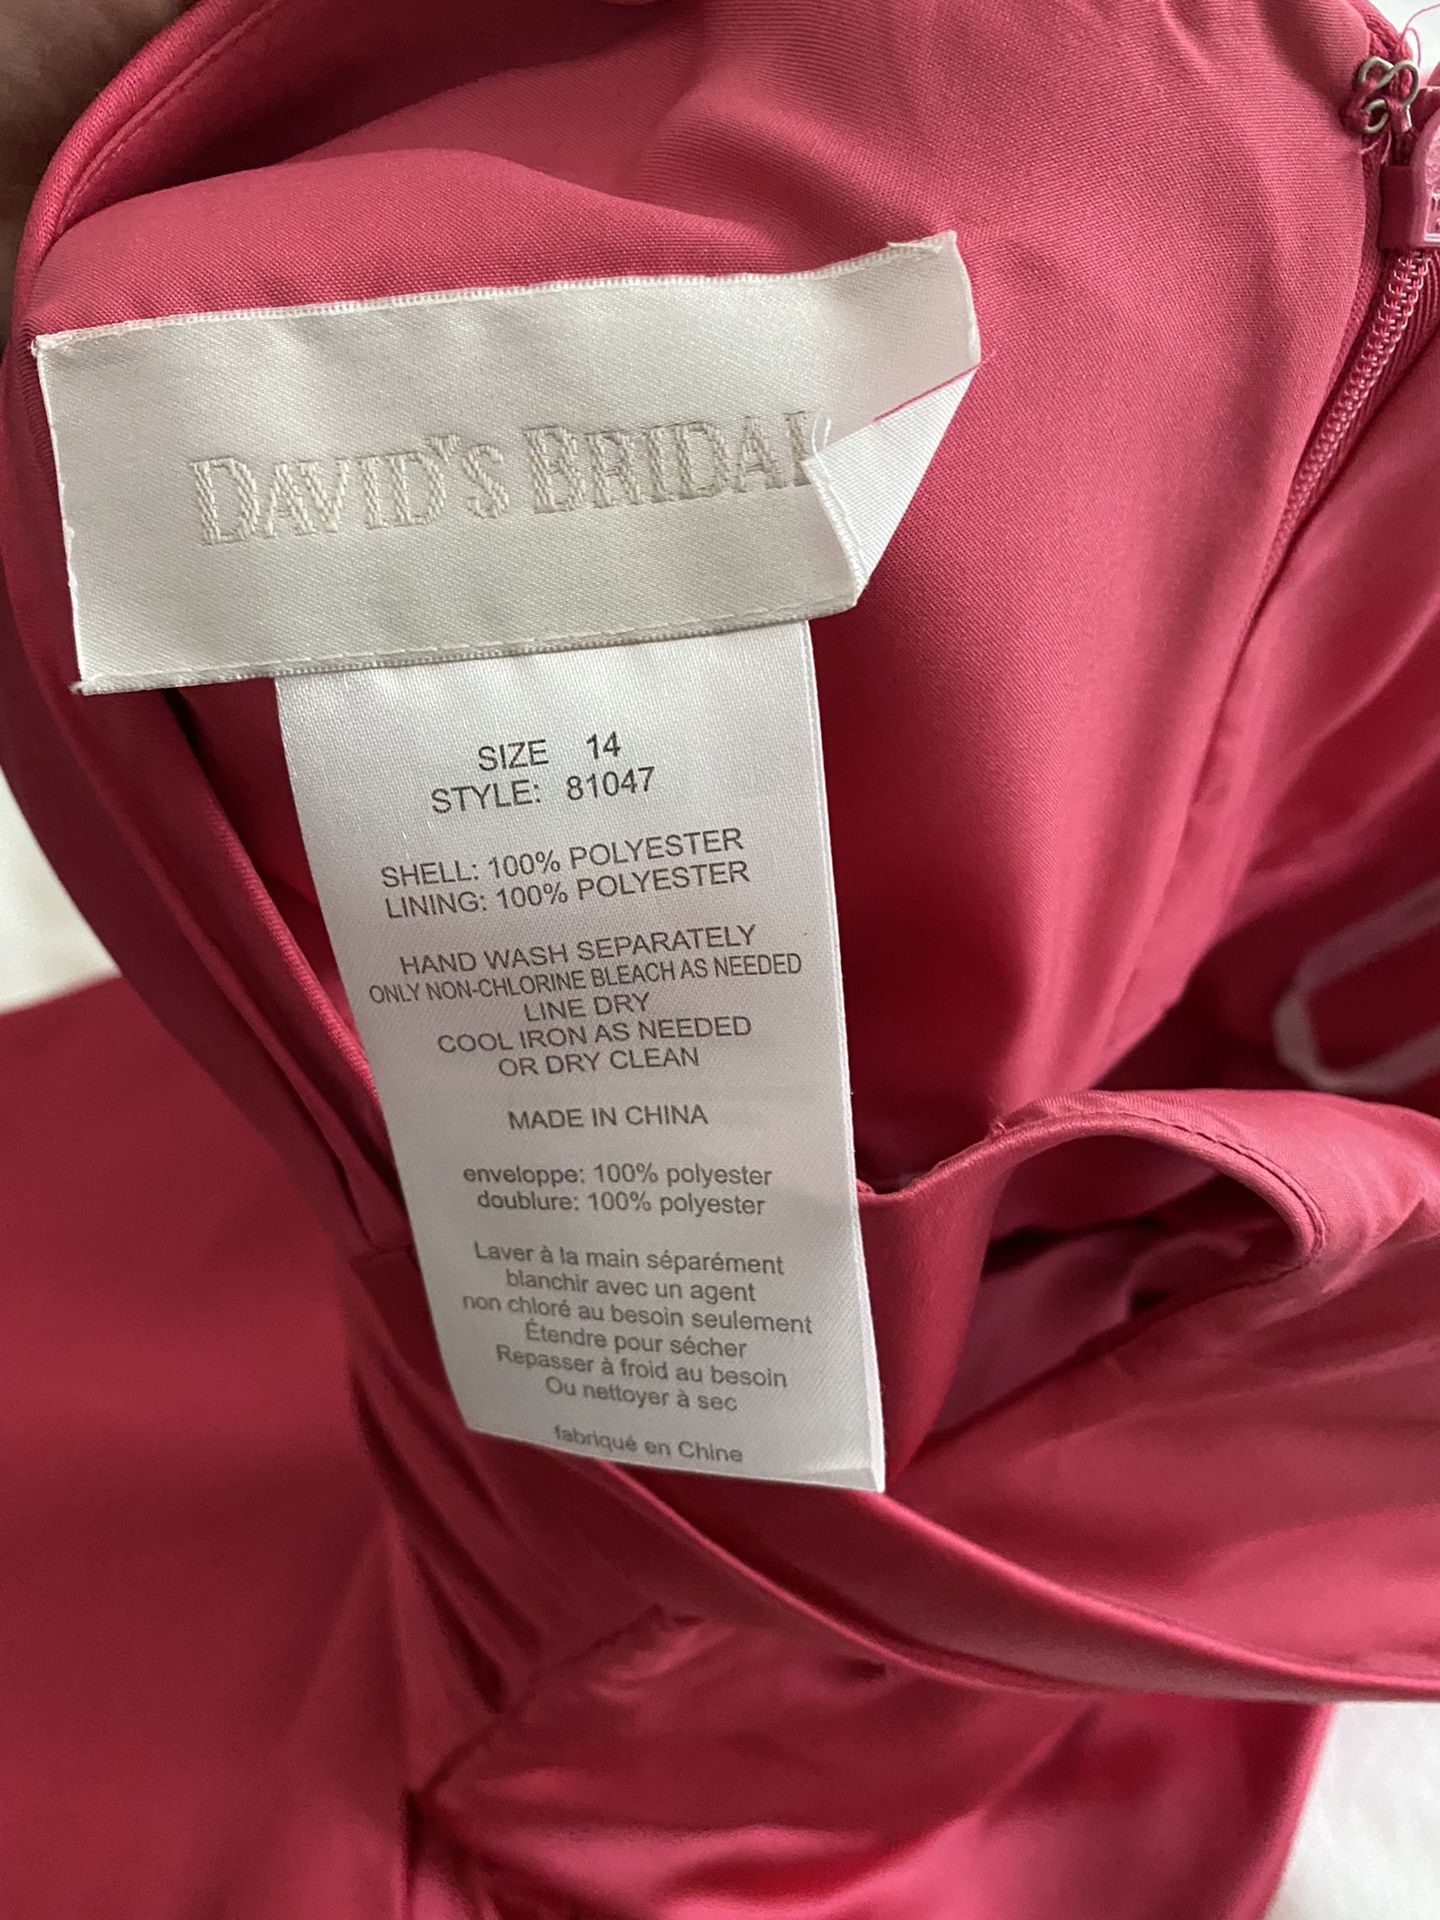 DAVID'S BRIDAL
SIZE 14
STYLE: 81047
SHELL: 100% POLYESTER
LINING: 100% POLYESTER
HAND WASH SEPARATELY
ONLY NON-CHLORINE BLEACH AS NEEDED
LINE DRY
COOL IRON AS NEEDED
OR DRY CLEAN
MADE IN CHINA
enveloppe: 100% polyester
doublure: 100% polyester
Laver à la main séparément
blanchir avec un agent
non chloré au besoin seulement
Étendre pour sécher
Repasser à froid au besoin
Ou nettoyer à sec
fabriqué en Chine